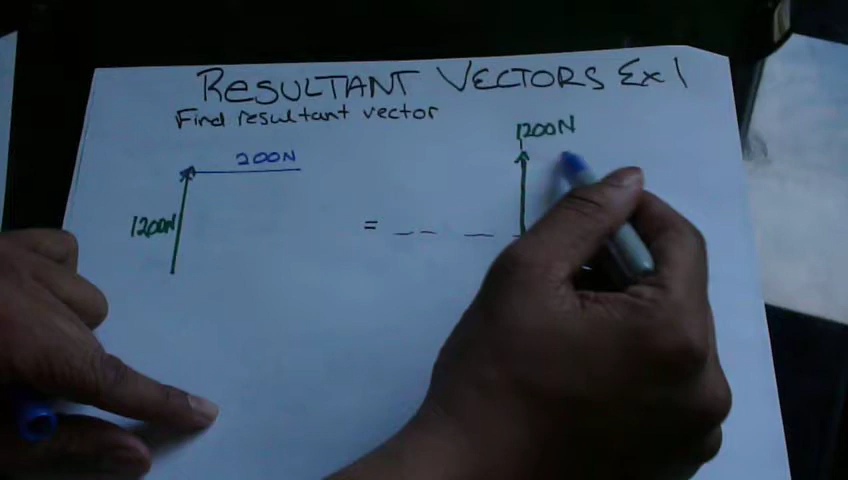 RESULTANT VECTORS Ex 1
Find resultant vector
1200N
200N
1200N
=